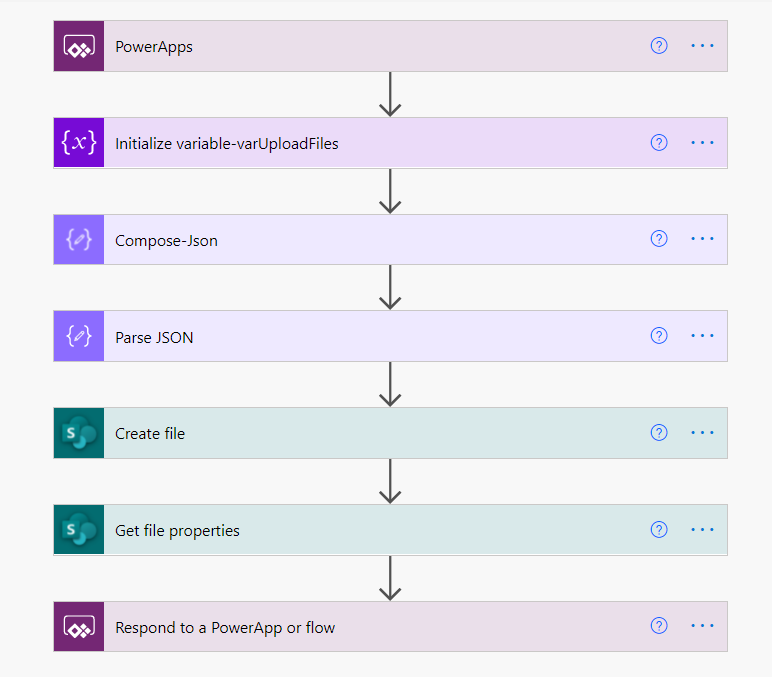 PowerApps
Initialize variable-varUploadFiles
Compose-Json
Parse JSON
Create file
Get file properties
Respond to a PowerApp or flow